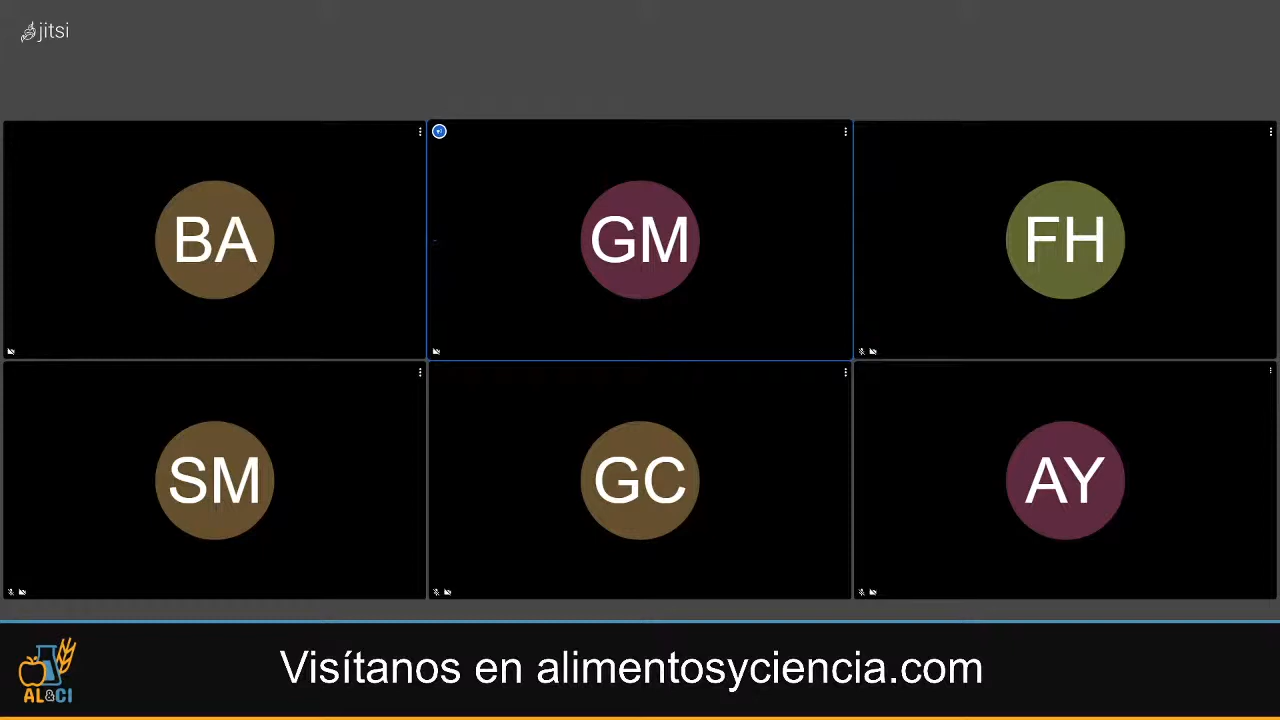 jitsi
BA
GM
FH
SM
GC
AY
AL&CI
Visítanos en alimentosyciencia.com